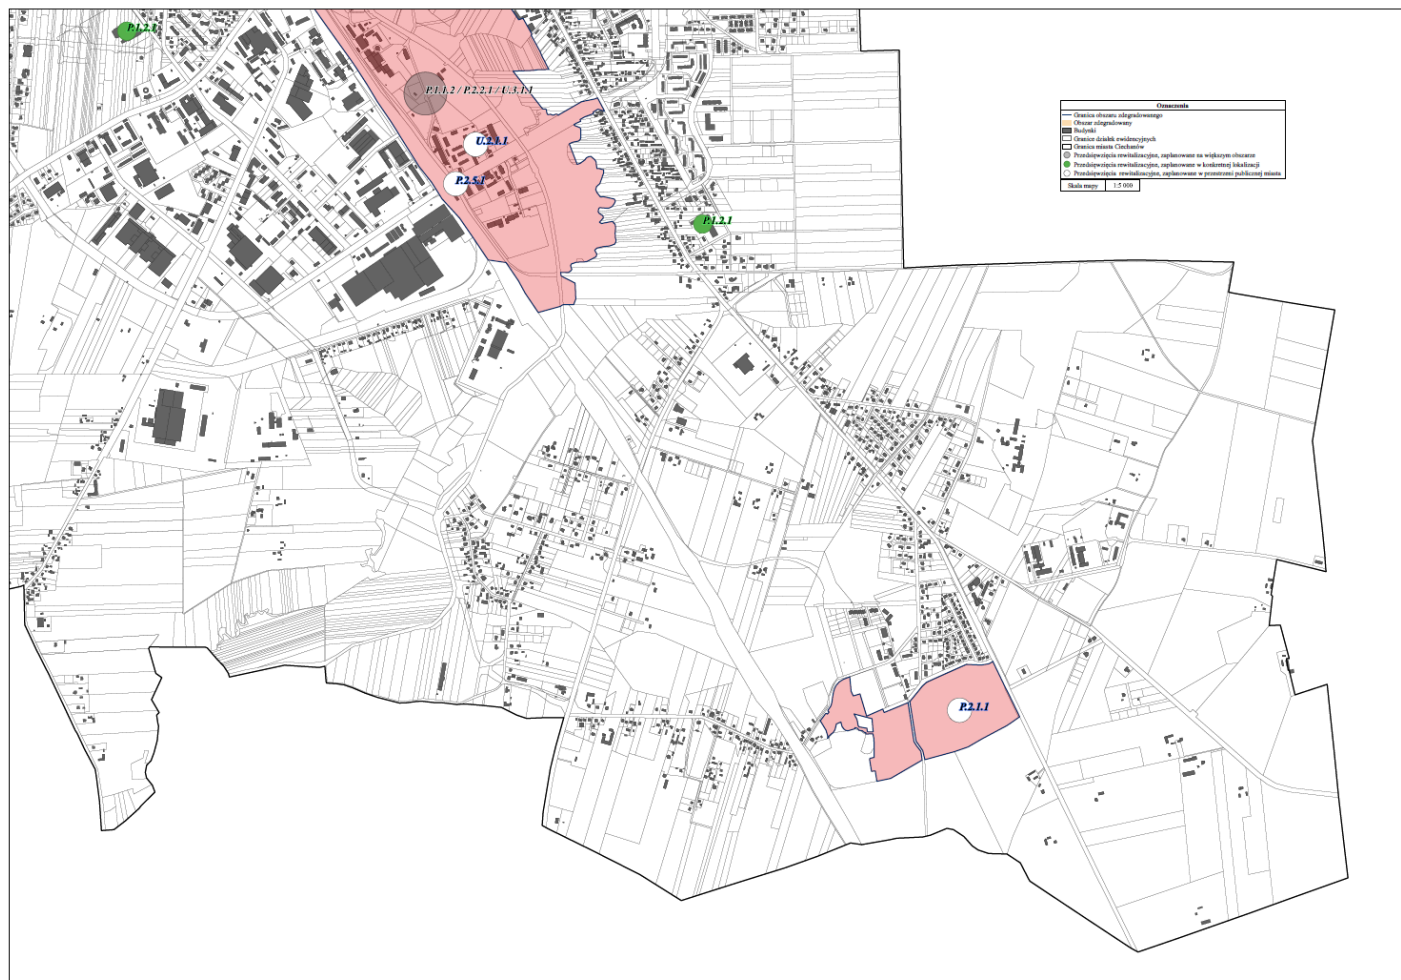 P.1.2.1
P.1.1.2 / P.2.2.1 / U.3.1.1
U.2.1.1
P.2.5.1
P.1.2.1
Oznaczenia
Granica obszaru zdegradowanego
Obszar zdegradowany
Budynki
Granice działek ewidencyjnych
Granica miasta Ciechanów
Przedsięwzięcia rewitalizacyjne, zaplanowane na większym obszarze
Przedsięwzięcia rewitalizacyjne, zaplanowane w konkretnej lokalizacji
Przedsięwzięcia rewitalizacyjne, zaplanowane w przestrzeni publicznej miasta
Skala mapy 1:5 000
P.2.1.1